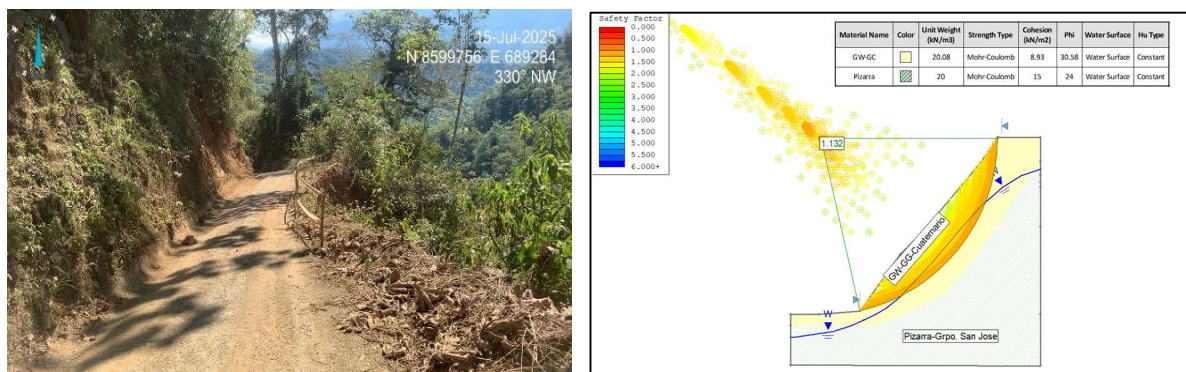 15-Jul-2025
N 8599756 E 689284
330° NW
Safety Factor
0.000
0.500
1.000
1.500
2.000
2.500
3.000
3.500
4.000
4.500
5.000
5.500
6.000+
Material Name Color Unit Weight (kN/m3) Strength Type Cohesion (kN/m2) Phi Water Surface Hu Type
GW-GC 20.08 Mohr-Coulomb 8.93 30.58 Water Surface Constant
Pizarra 20 Mohr-Coulomb 15 24 Water Surface Constant
1.132
GW-GG-Cuaternario
W
Pizarra-Grpo. San Jose